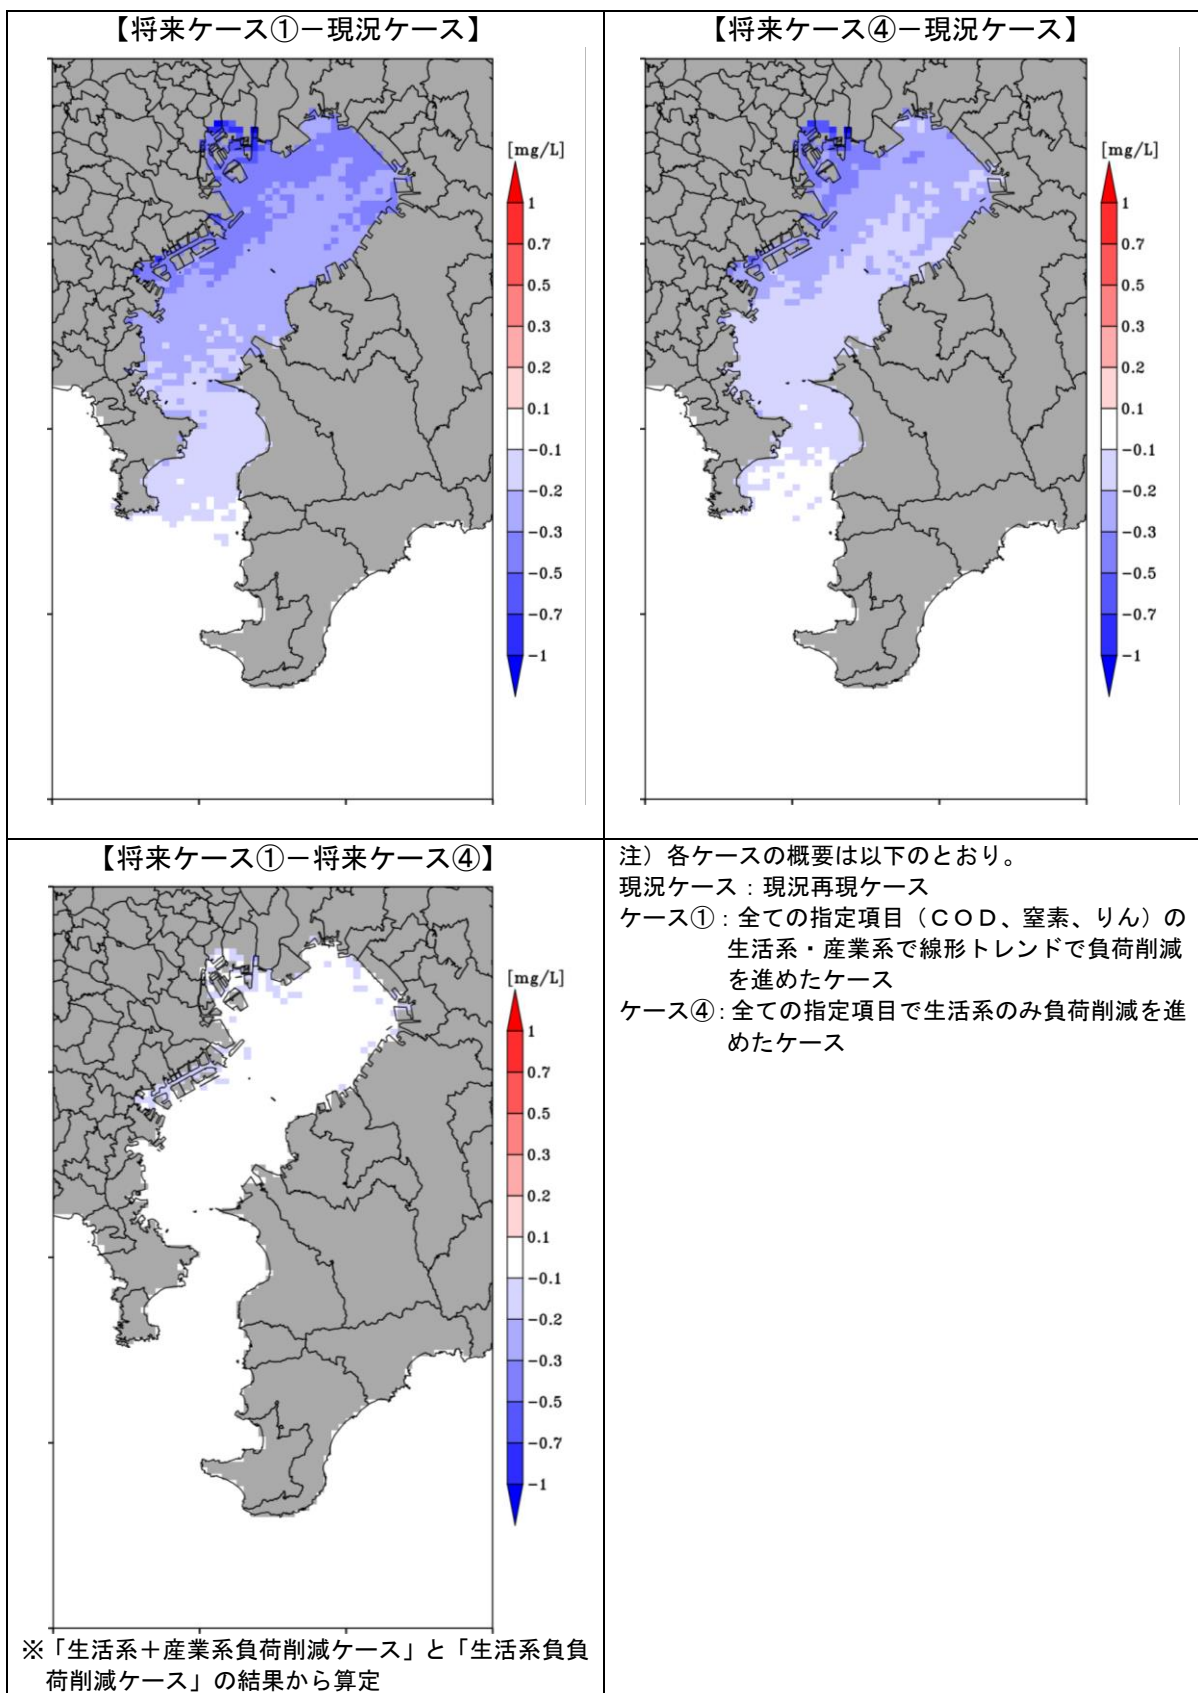 【将来ケース①－現況ケース】
[mg/L]
1
0.7
0.5
0.3
0.2
0.1
-0.1
-0.2
-0.3
-0.5
-0.7
-1
【将来ケース④－現況ケース】
[mg/L]
1
0.7
0.5
0.3
0.2
0.1
-0.1
-0.2
-0.3
-0.5
-0.7
-1
【将来ケース①－将来ケース④】
[mg/L]
1
0.7
0.5
0.3
0.2
0.1
-0.1
-0.2
-0.3
-0.5
-0.7
-1
※「生活系＋産業系負荷削減ケース」と「生活系負負
荷削減ケース」の結果から算定
注）各ケースの概要は以下のとおり。
現況ケース：現況再現ケース
ケース①：全ての指定項目（ＣＯＤ、窒素、りん）の
生活系・産業系で線形トレンドで負荷削減
を進めたケース
ケース④：全ての指定項目で生活系のみ負荷削減を進
めたケース